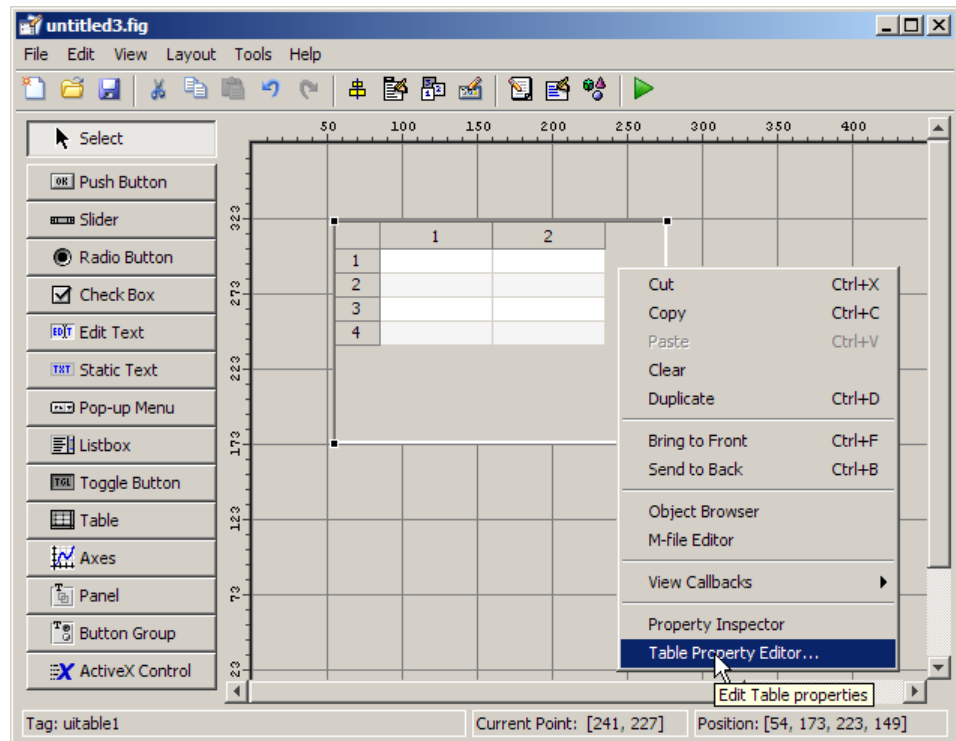 untitled3.fig
File Edit View Layout Tools Help
Select
Push Button
Slider
Radio Button
Check Box
Edit Text
Static Text
Pop-up Menu
Listbox
Toggle Button
Table
Axes
Panel
Button Group
ActiveX Control
OK
EDIT
TXT
TGL
50 100 150 200 250 300 350 400
323
273
223
173
123
73
23
1 2
1
2
3
4
Cut Ctrl+X
Copy Ctrl+C
Paste Ctrl+V
Clear
Duplicate Ctrl+D
Bring to Front Ctrl+F
Send to Back Ctrl+B
Object Browser
M-file Editor
View Callbacks
Property Inspector
Table Property Editor...
Edit Table properties
Tag: uitable1
Current Point: [241, 227]
Position: [54, 173, 223, 149]